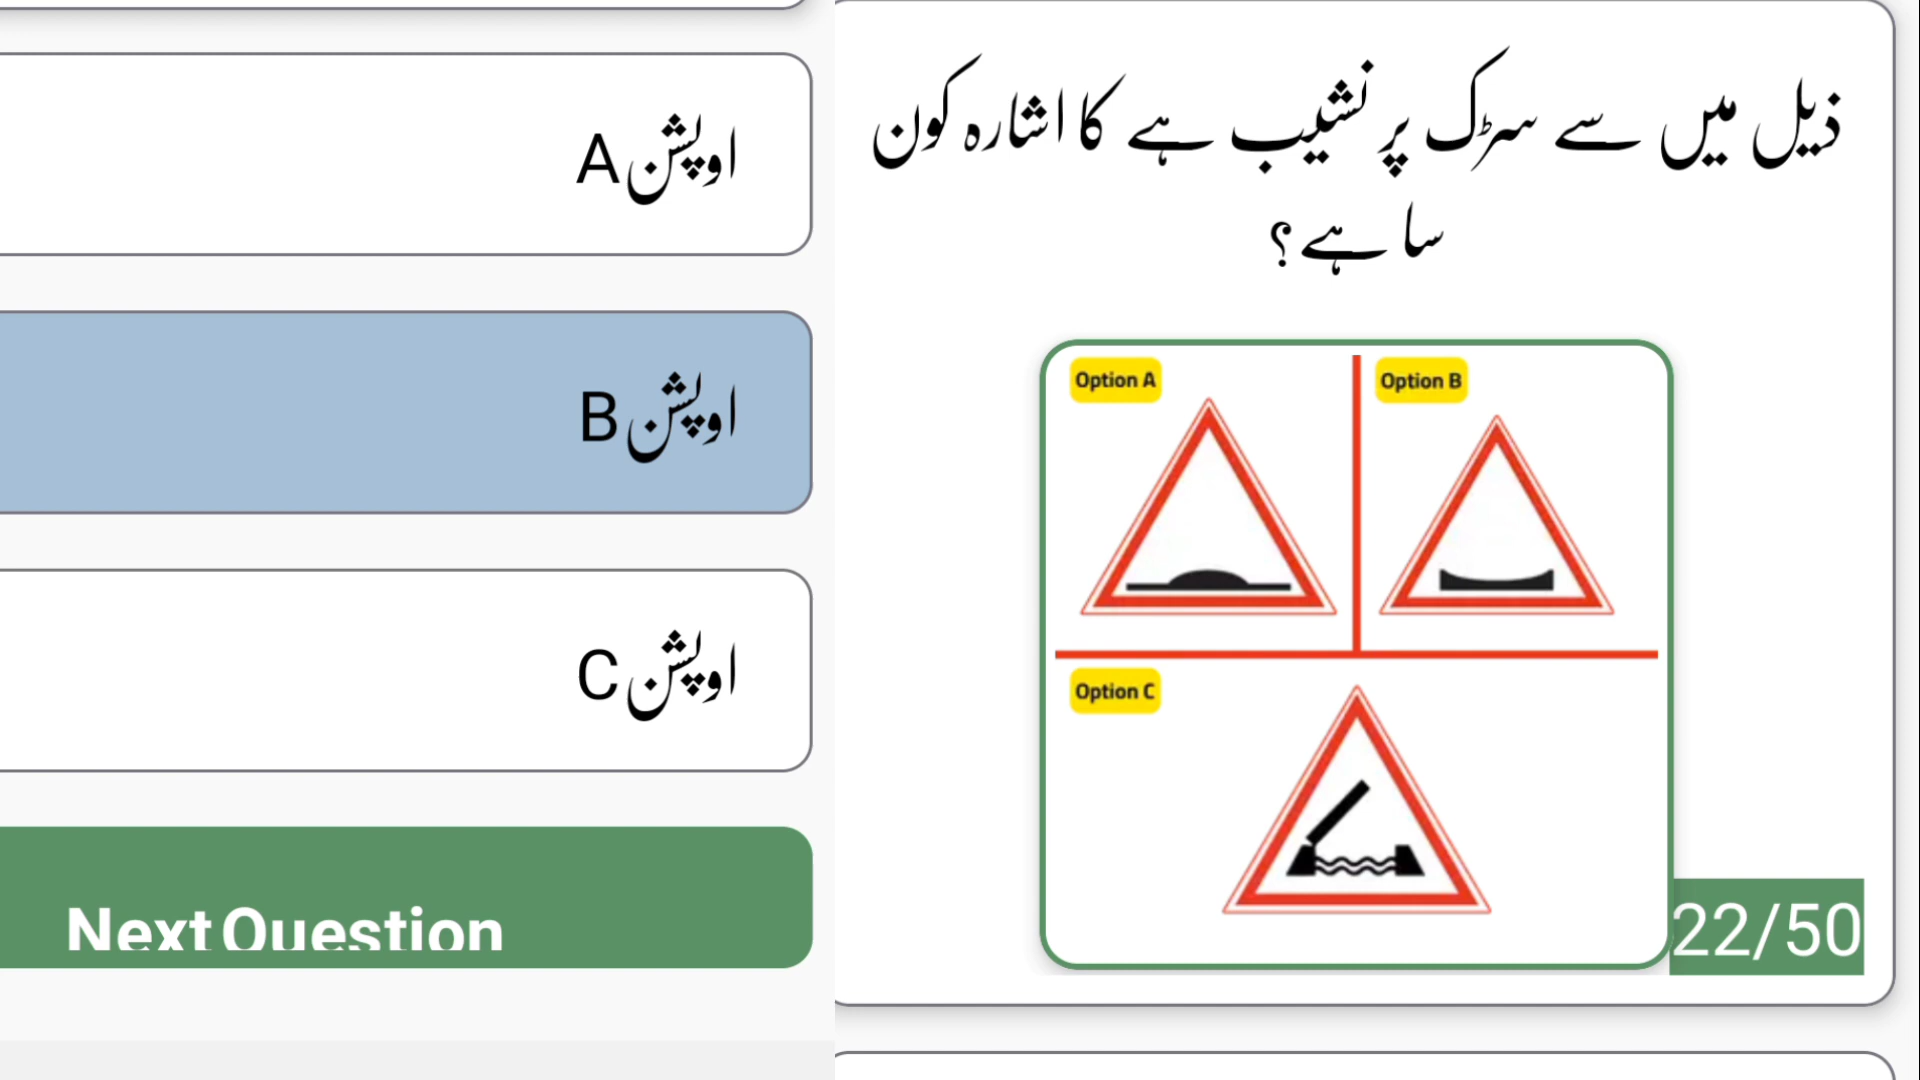 ذیل میں سے سڑک پر نشیب ہے کا اشارہ کون
سا ہے؟
Option A
Option B
Option C
22/50
اوپشن A
اوپشن B
اوپشن C
Next Question